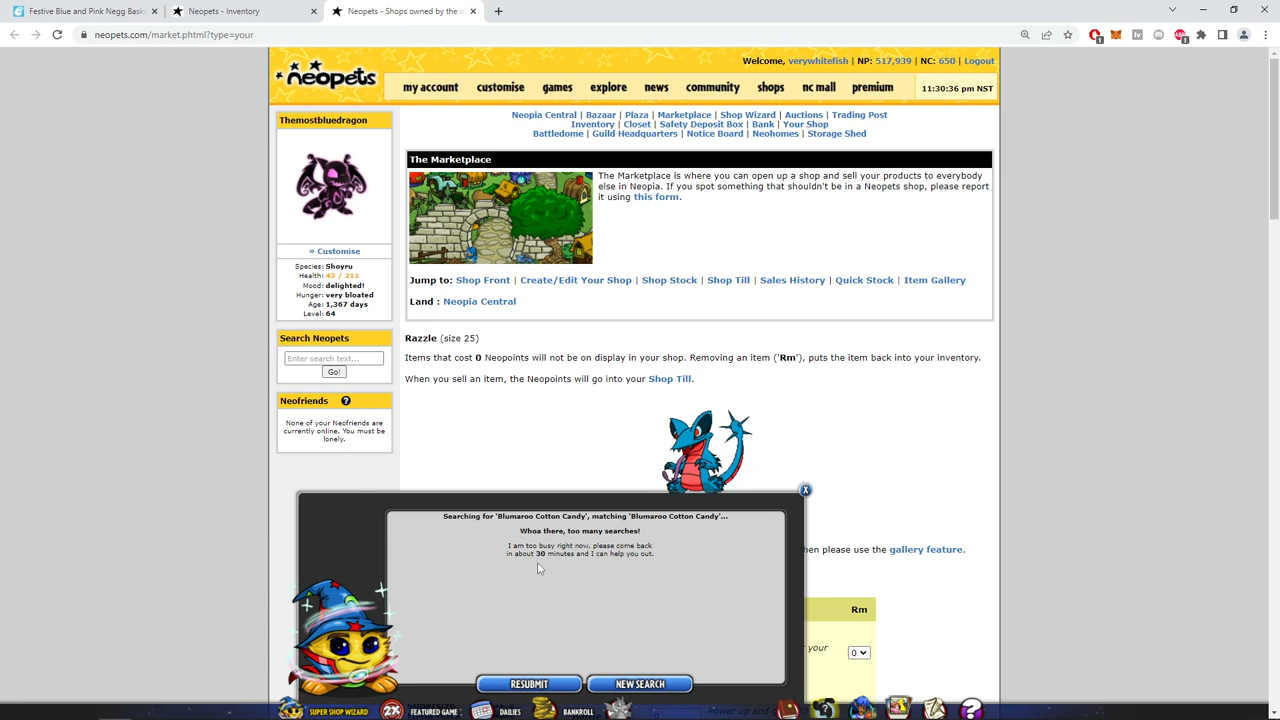 Festive Blue and Pink Negg Bask
Neopets - Inventory
Neopets - Shops owned by the o
neopets.com/market.phtml?type=your
neopets
Welcome, verywhitefish | NP: 517,939 | NC: 650 | Logout
my account customise games explore news community shops nc mall premium 11:30:36 pm NST
Themostbluedragon
» Customise
Species: Shoyru
Health: 43 / 211
Mood: delighted!
Hunger: very bloated
Age: 1,367 days
Level: 64
Search Neopets
Enter search text...
Go!
Neofriends ?
None of your Neofriends are
currently online. You must be
lonely.
Neopia Central | Bazaar | Plaza | Marketplace | Shop Wizard | Auctions | Trading Post
Inventory | Closet | Safety Deposit Box | Bank | Your Shop
Battledome | Guild Headquarters | Notice Board | Neohomes | Storage Shed
The Marketplace
The Marketplace is where you can open up a shop and sell your products to everybody
else in Neopia. If you spot something that shouldn't be in a Neopets shop, please report
it using this form.
Jump to: Shop Front | Create/Edit Your Shop | Shop Stock | Shop Till | Sales History | Quick Stock | Item Gallery
Land : Neopia Central
Razzle (size 25)
Items that cost 0 Neopoints will not be on display in your shop. Removing an item ('Rm'), puts the item back into your inventory.
When you sell an item, the Neopoints will go into your Shop Till.
X
Searching for 'Blumaroo Cotton Candy', matching 'Blumaroo Cotton Candy'...
Whoa there, too many searches!
I am too busy right now, please come back
in about 30 minutes and I can help you out.
hen please use the gallery feature.
Rm
your
0
RESUBMIT NEW SEARCH
SUPER SHOP WIZARD 2X FEATURED GAME DAILIES BANKROLL ?